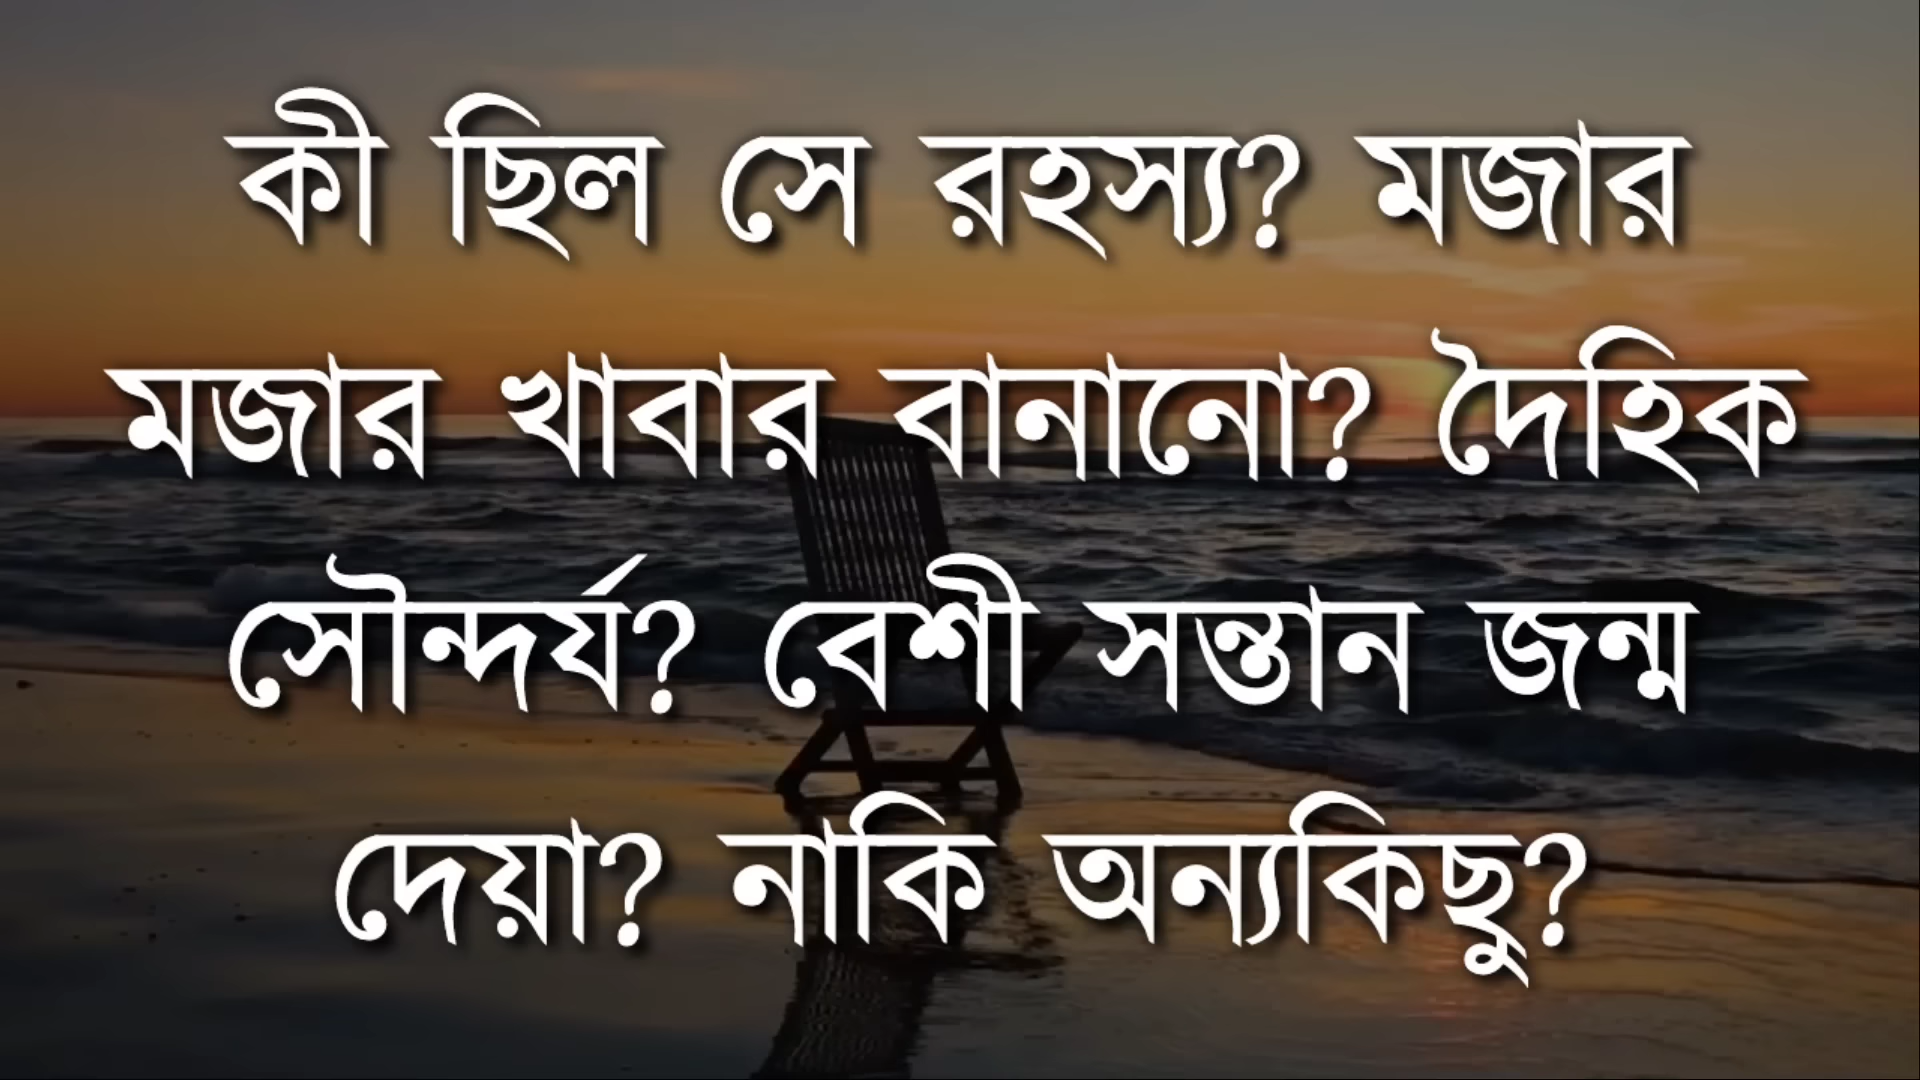 কী ছিল সে রহস্য? মজার
মজার খাবার বানানো? দৈহিক
সৌন্দর্য? বেশী সন্তান জন্ম
দেয়া? নাকি অন্যকিছু?